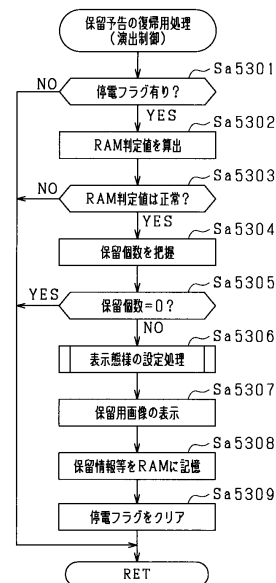 保留予告の復帰用処理
(演出制御)
Sa5301
NO
停電フラグ有り?
YES
Sa5302
RAM判定値を算出
Sa5303
NO
RAM判定値は正常?
YES
Sa5304
保留個数を把握
Sa5305
YES
保留個数=0?
NO
Sa5306
表示態様の設定処理
Sa5307
保留用画像の表示
Sa5308
保留情報等をRAMに記憶
Sa5309
停電フラグをクリア
RET